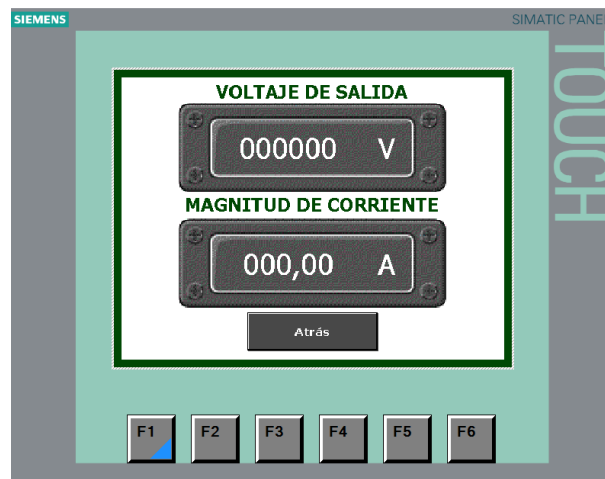 SIEMENS
SIMATIC PANEL
TOUCH
VOLTAJE DE SALIDA
000000 V
MAGNITUD DE CORRIENTE
000,00 A
Atrás
F1 F2 F3 F4 F5 F6